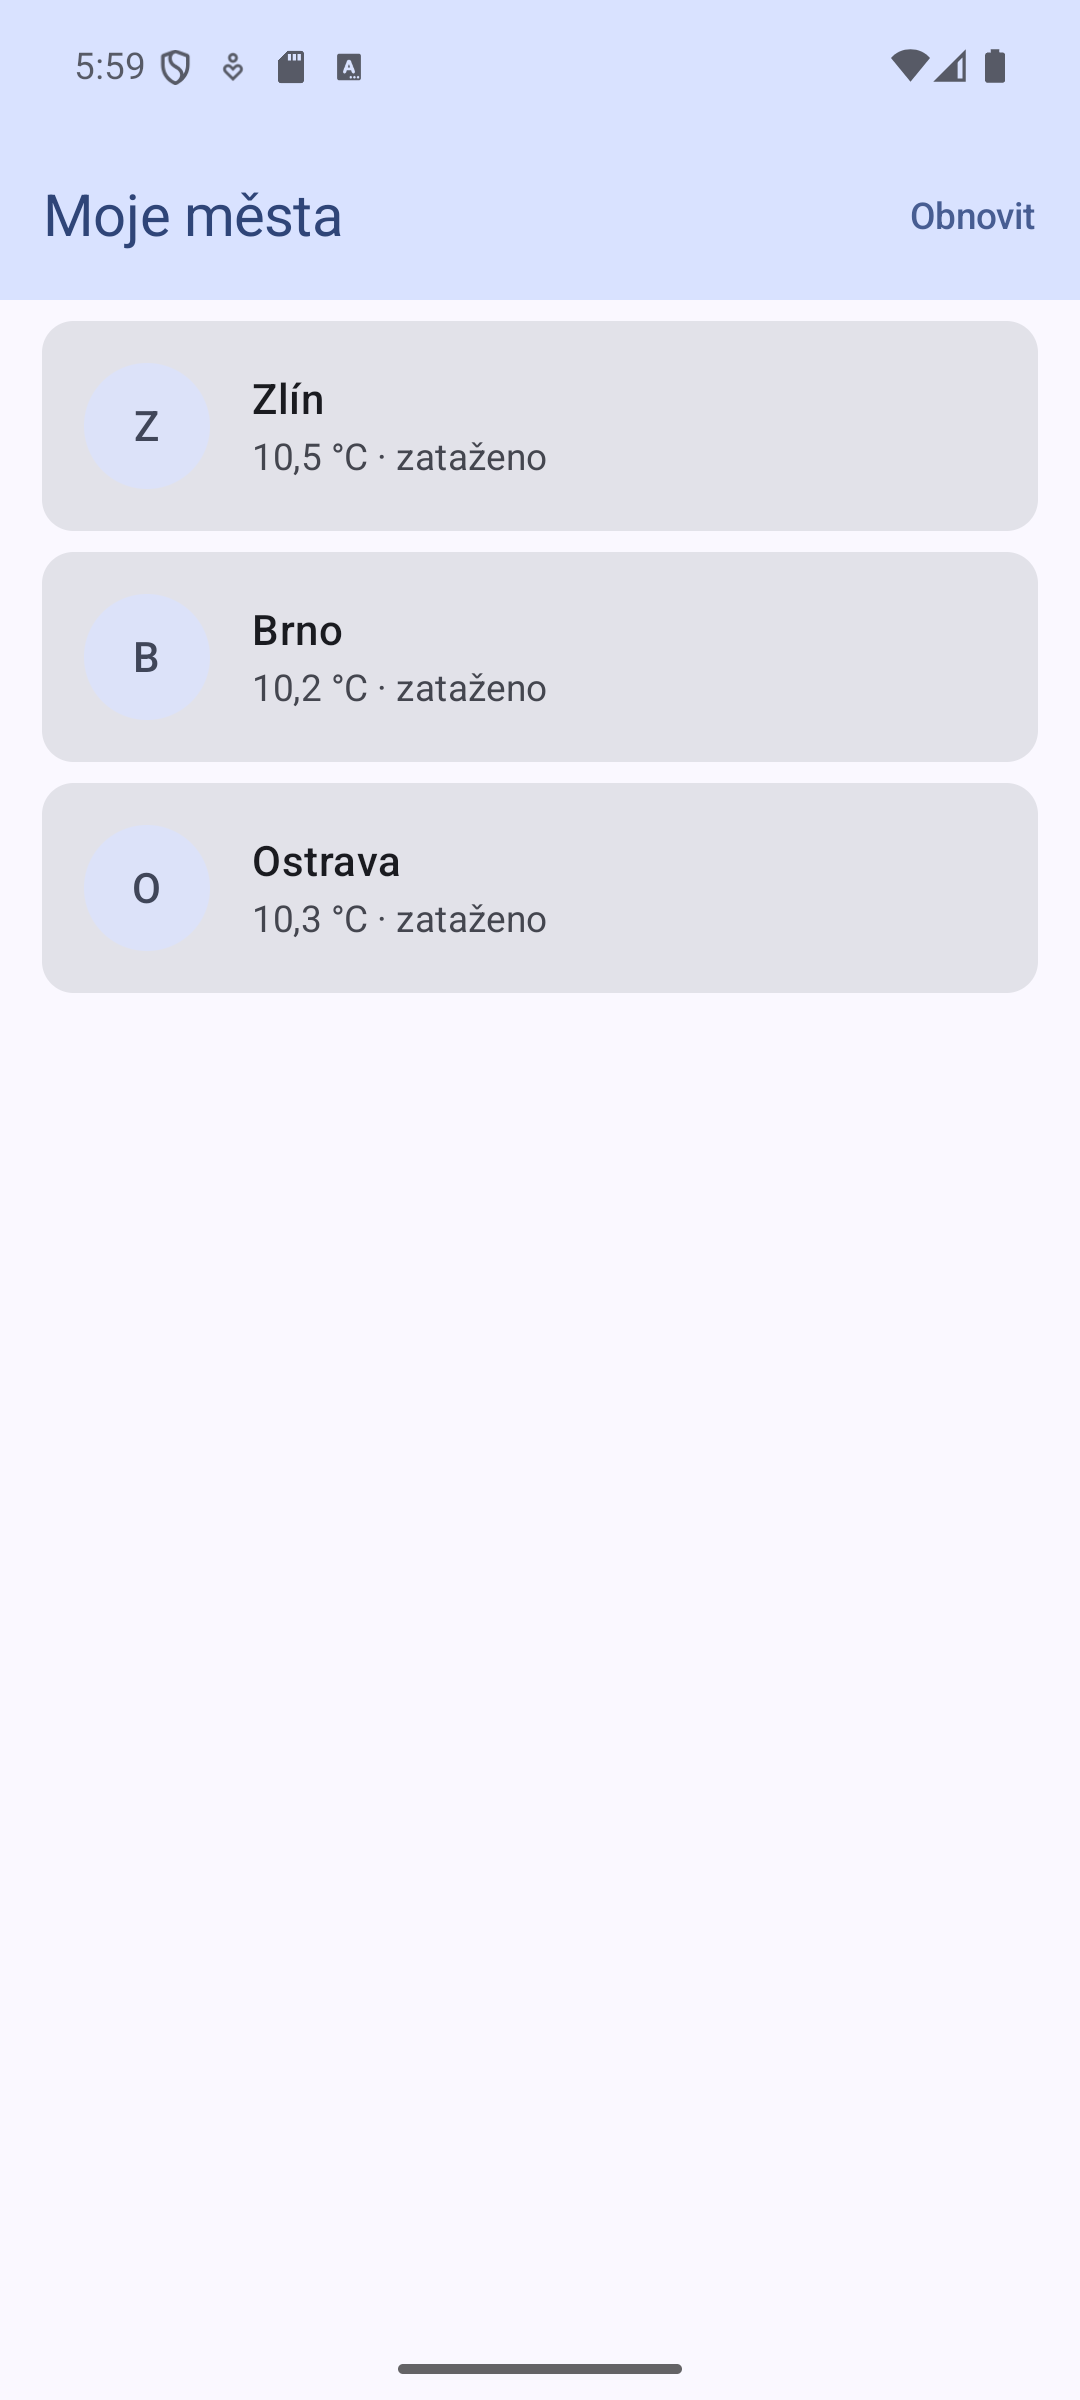 5:59
Moje města
Obnovit
Z
Zlín
10,5 °C · zataženo
B
Brno
10,2 °C · zataženo
O
Ostrava
10,3 °C · zataženo